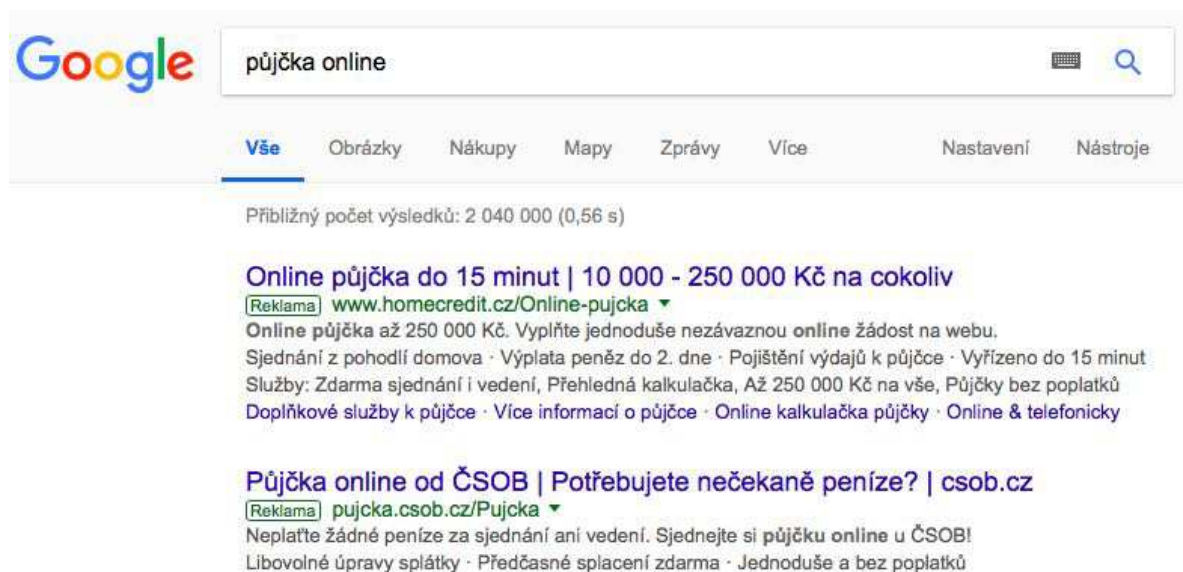 Google
půjčka online
Vše Obrázky Nákupy Mapy Zprávy Více Nastavení Nástroje
Přibližný počet výsledků: 2 040 000 (0,56 s)
Online půjčka do 15 minut | 10 000 - 250 000 Kč na cokoliv
Reklama www.homecredit.cz/Online-pujcka
Online půjčka až 250 000 Kč. Vyplňte jednoduše nezávaznou online žádost na webu.
Sjednání z pohodlí domova · Výplata peněz do 2. dne · Pojištění výdajů k půjčce · Vyřízeno do 15 minut
Služby: Zdarma sjednání i vedení, Přehledná kalkulačka, Až 250 000 Kč na vše, Půjčky bez poplatků
Doplňkové služby k půjčce · Více informací o půjčce · Online kalkulačka půjčky · Online & telefonicky
Půjčka online od ČSOB | Potřebujete nečekaně peníze? | csob.cz
Reklama pujcka.csob.cz/Pujcka
Neplaťte žádné peníze za sjednání ani vedení. Sjednejte si půjčku online u ČSOB!
Libovolné úpravy splátky · Předčasné splacení zdarma · Jednoduše a bez poplatků